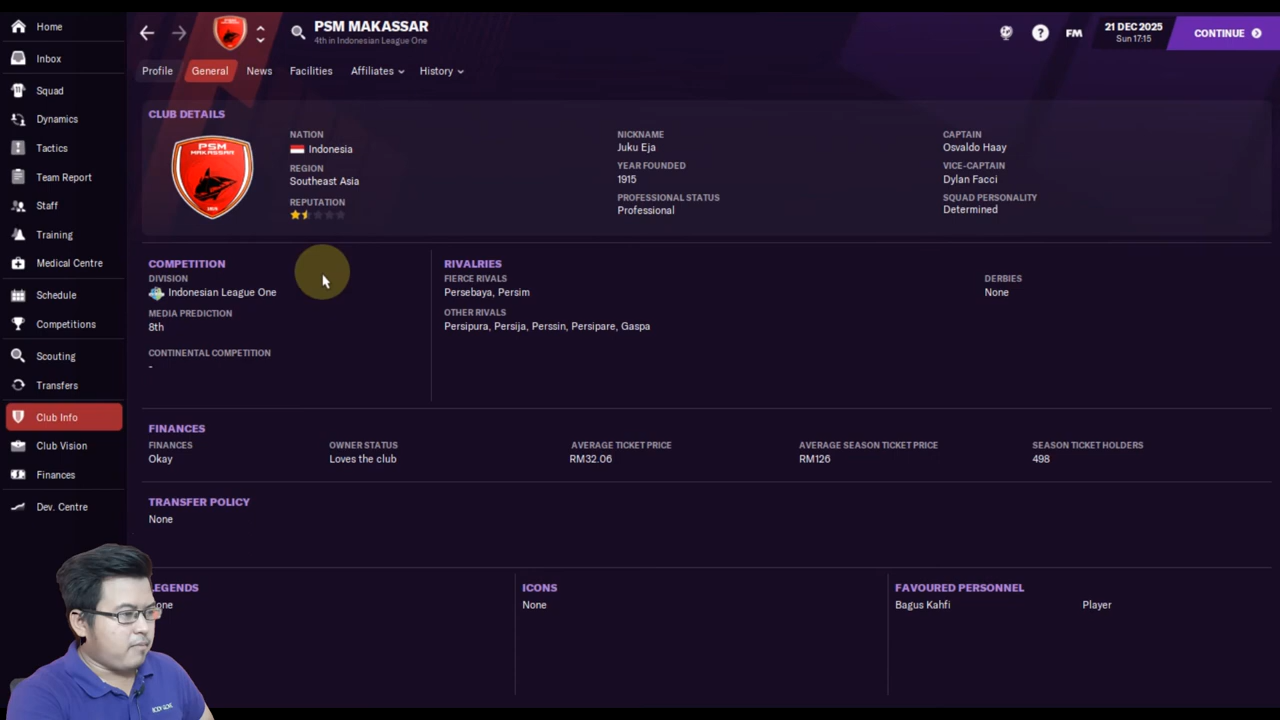 Home
Inbox
Squad
Dynamics
Tactics
Team Report
Staff
Training
Medical Centre
Schedule
Competitions
Scouting
Transfers
Club Info
Club Vision
Finances
Dev. Centre
PSM MAKASSAR
4th in Indonesian League One
FM
21 DEC 2025
Sun 17:15
CONTINUE
Profile
General
News
Facilities
Affiliates
History
CLUB DETAILS
PSM
MAKASSAR
NATION
Indonesia
REGION
Southeast Asia
REPUTATION
NICKNAME
Juku Eja
YEAR FOUNDED
1915
PROFESSIONAL STATUS
Professional
CAPTAIN
Osvaldo Haay
VICE-CAPTAIN
Dylan Facci
SQUAD PERSONALITY
Determined
COMPETITION
DIVISION
Indonesian League One
MEDIA PREDICTION
8th
CONTINENTAL COMPETITION
-
RIVALRIES
FIERCE RIVALS
Persebaya, Persim
OTHER RIVALS
Persipura, Persija, Perssin, Persipare, Gaspa
DERBIES
None
FINANCES
FINANCES
Okay
OWNER STATUS
Loves the club
AVERAGE TICKET PRICE
RM32.06
AVERAGE SEASON TICKET PRICE
RM126
SEASON TICKET HOLDERS
498
TRANSFER POLICY
None
EGENDS
one
ICONS
None
FAVOURED PERSONNEL
Bagus Kahfi
Player